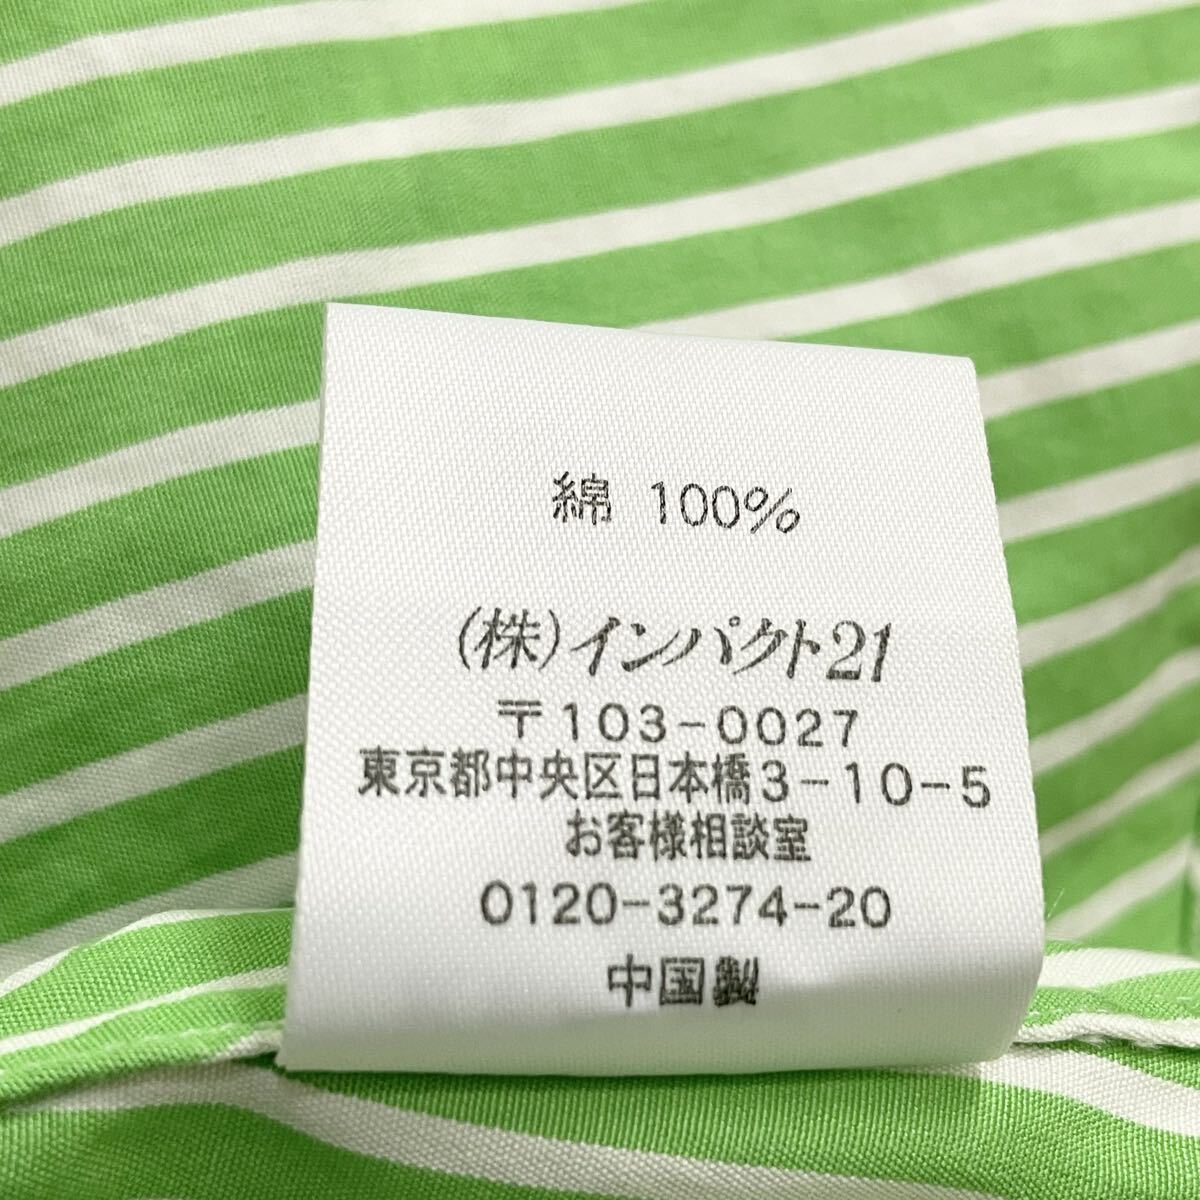 綿 100%
(株)インパクト21
〒103-0027
東京都中央区日本橋3-10-5
お客様相談室
0120-3274-20
中国製